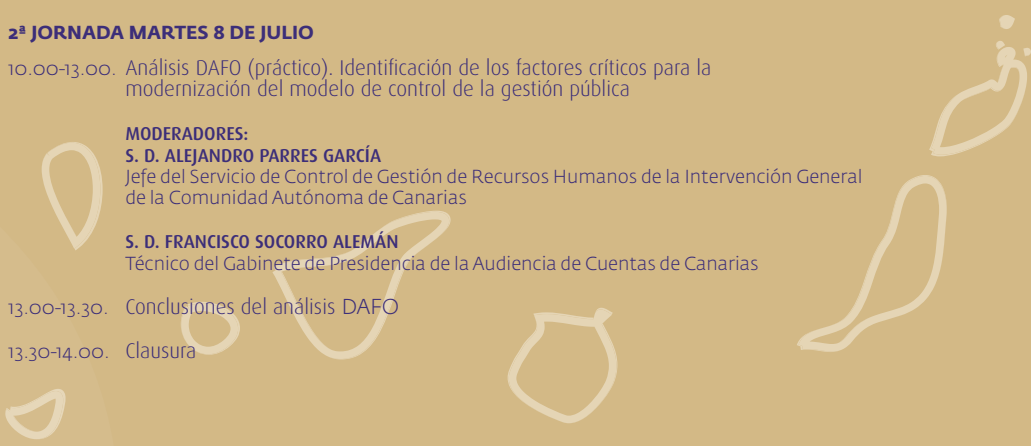 2ª JORNADA MARTES 8 DE JULIO
10.00-13.00. Análisis DAFO (práctico). Identificación de los factores críticos para la
modernización del modelo de control de la gestión pública
MODERADORES:
S. D. ALEJANDRO PARRES GARCÍA
Jefe del Servicio de Control de Gestión de Recursos Humanos de la Intervención General
de la Comunidad Autónoma de Canarias
S. D. FRANCISCO SOCORRO ALEMÁN
Técnico del Gabinete de Presidencia de la Audiencia de Cuentas de Canarias
13.00-13.30. Conclusiones del análisis DAFO
13.30-14.00. Clausura